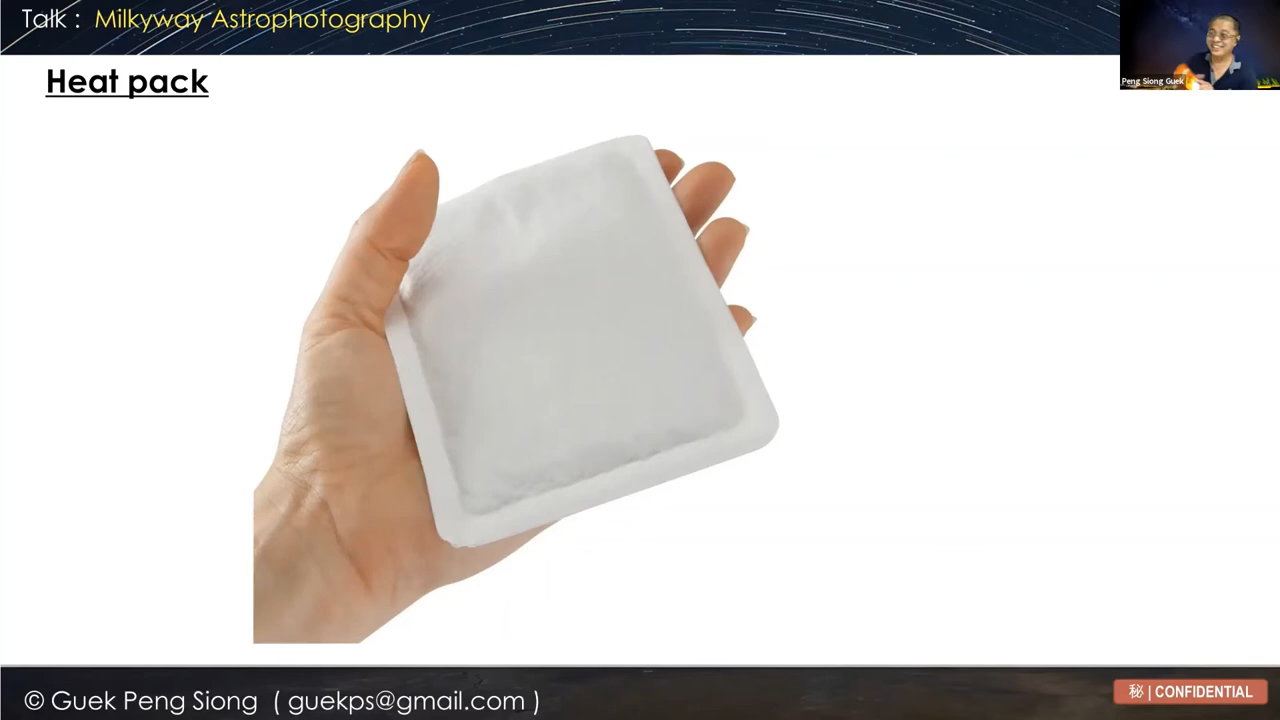 Talk : Milkyway Astrophotography
Peng Siong Guek
Heat pack
© Guek Peng Siong ( guekps@gmail.com )
秘 | CONFIDENTIAL